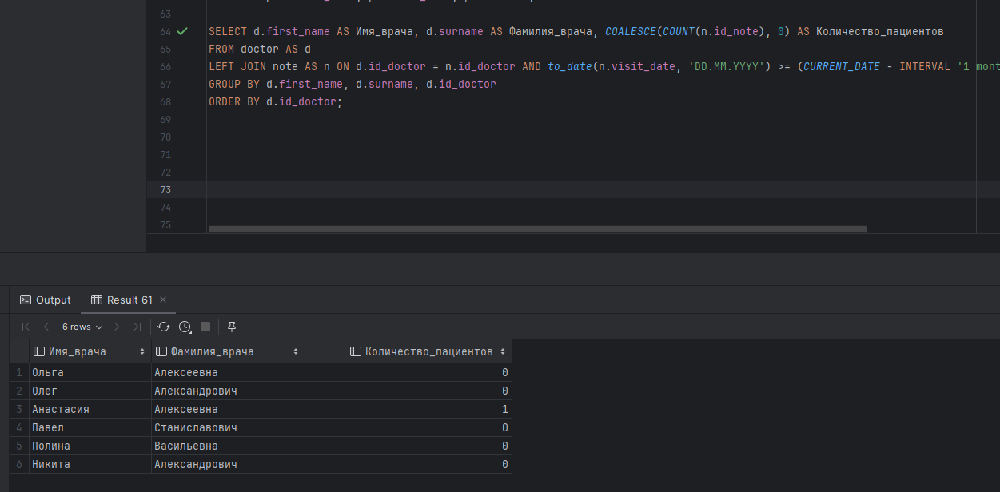 63
64 SELECT d.first_name AS Имя_врача, d.surname AS Фамилия_врача, COALESCE(COUNT(n.id_note), 0) AS Количество_пациентов
65 FROM doctor AS d
66 LEFT JOIN note AS n ON d.id_doctor = n.id_doctor AND to_date(n.visit_date, 'DD.MM.YYYY') >= (CURRENT_DATE - INTERVAL '1 mont
67 GROUP BY d.first_name, d.surname, d.id_doctor
68 ORDER BY d.id_doctor;
69
70
71
72
73
74
75
Output Result 61
6 rows
Имя_врача Фамилия_врача Количество_пациентов
1 Ольга Алексеевна 0
2 Олег Александрович 0
3 Анастасия Алексеевна 1
4 Павел Станиславович 0
5 Полина Васильевна 0
6 Никита Александрович 0